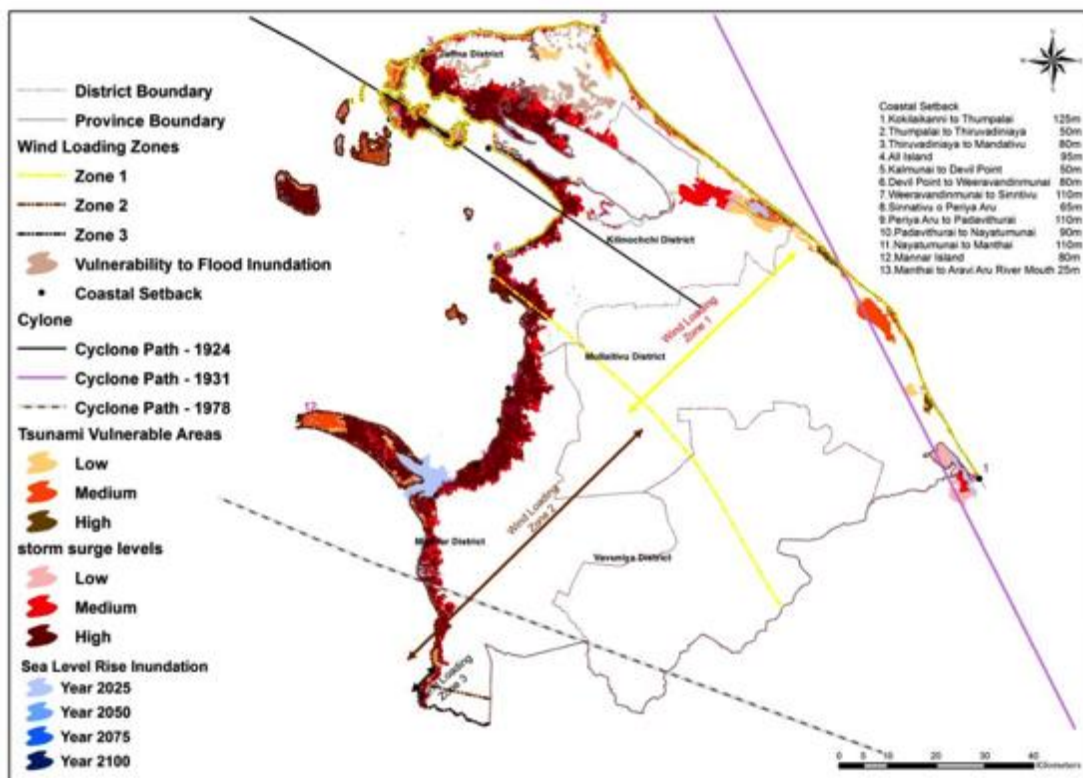 District Boundary
Province Boundary
Wind Loading Zones
Zone 1
Zone 2
Zone 3
Vulnerability to Flood Inundation
Coastal Setback
Cylone
Cyclone Path - 1924
Cyclone Path - 1931
Cyclone Path - 1978
Tsunami Vulnerable Areas
Low
Medium
High
storm surge levels
Low
Medium
High
Sea Level Rise Inundation
Year 2025
Year 2050
Year 2075
Year 2100
2
3
Jaffna District
Kilinochchi District
6
Wind Loading
Zone 1
Mullaitivu District
12
Wind Loading
Zone 2
District
Vavuniya District
1
Loading
Zone 3
N
Coastal Setback
1.Kokilaikanni to Thumpalai 125m
2.Thumpalai to Thiruvadiniaya 50m
3.Thiruvadiniaya to Mandativu 80m
4.All Island 95m
5.Kalmunai to Devil Point 50m
6.Devil Point to Weeravandinmunai 80m
7.Weeravandinmunai to Sinntivu 110m
8.Sinnativu o Periya Aru 65m
9.Periya Aru to Padavithurai 110m
10.Padavithurai to Nayatumunai 90m
11.Nayatumunai to Manthai 110m
12.Mannar Island 80m
13.Manthai to Aravi Aru River Mouth 25m
0 5 10 20 30 40
Kilometers